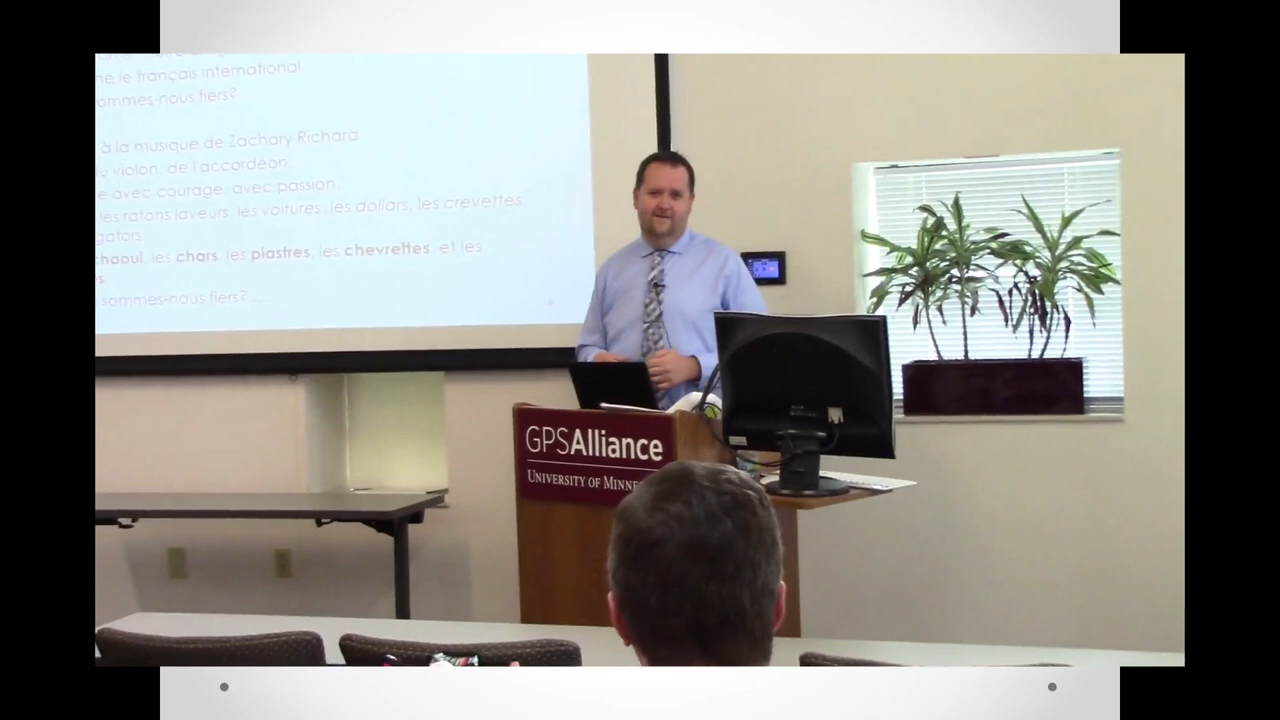 le français international
sommes-nous fiers?
à la musique de Zachary Richard
violon, de l'accordéon,
avec courage, avec passion,
les ratons laveurs, les voitures, les dollars, les crevettes,
gators
chaoui, les chars, les piastres, les chevrettes, et les
sommes-nous fiers?.....
GPSAlliance
UNIVERSITY OF MINNE